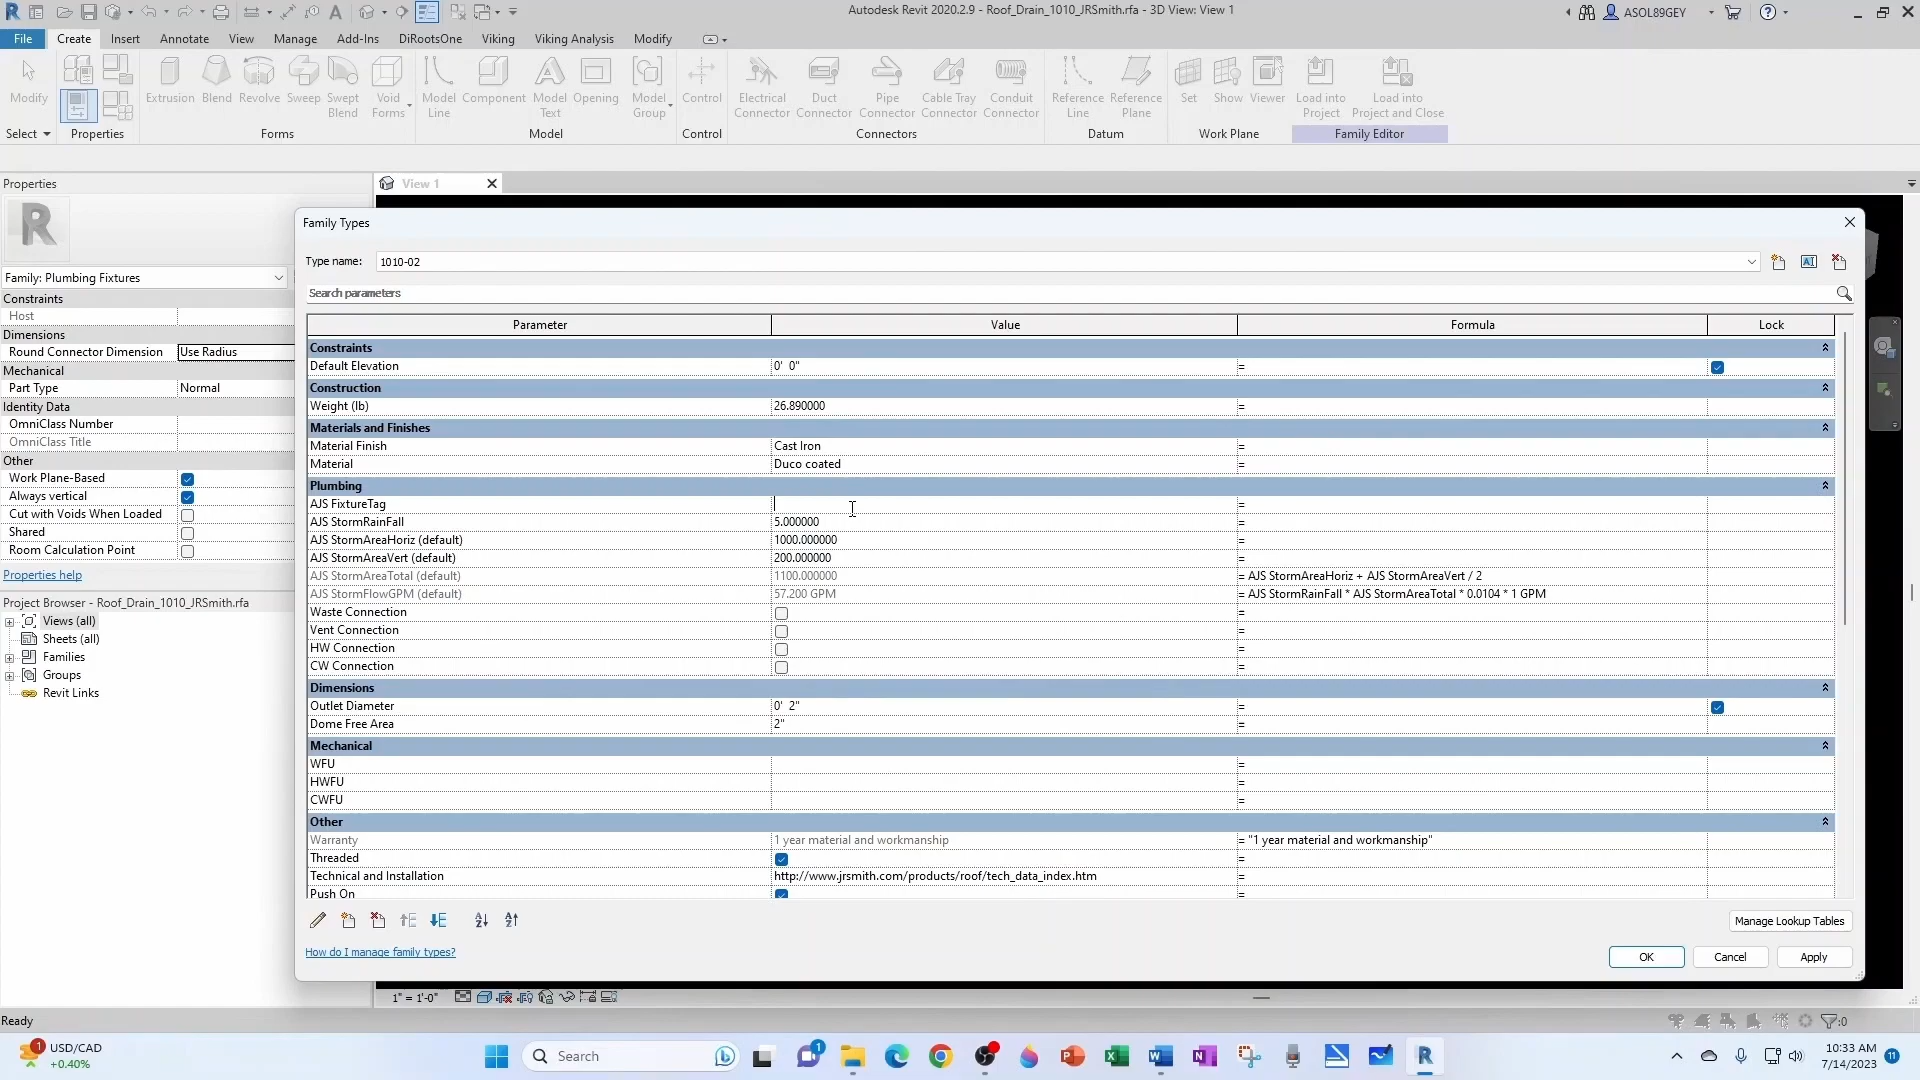 Autodesk Revit 2020.2.9 - Roof_Drain_1010_JRSmith.rfa - 3D View: View 1
ASOL89GEY
File
Create
Insert
Annotate
View
Manage
Add-Ins
DiRootsOne
Viking
Viking Analysis
Modify
Modify
Extrusion
Blend
Revolve
Sweep
Swept Blend
Void Forms
Model Line
Component
Model Text
Opening
Model Group
Control
Electrical Connector
Duct Connector
Pipe Connector
Cable Tray Connector
Conduit Connector
Reference Line
Reference Plane
Set
Show
Viewer
Load into Project
Load into Project and Close
Select
Properties
Forms
Model
Control
Connectors
Datum
Work Plane
Family Editor
Properties
View 1
Family: Plumbing Fixtures
Constraints
Host
Dimensions
Round Connector Dimension Use Radius
Mechanical
Part Type Normal
Identity Data
OmniClass Number
OmniClass Title
Other
Work Plane-Based
Always vertical
Cut with Voids When Loaded
Shared
Room Calculation Point
Properties help
Project Browser - Roof_Drain_1010_JRSmith.rfa
Views (all)
Sheets (all)
Families
Groups
Revit Links
Family Types
Type name: 1010-02
Search parameters
Parameter Value Formula Lock
Constraints
Default Elevation 0' 0" =
Construction
Weight (lb) 26.890000 =
Materials and Finishes
Material Finish Cast Iron =
Material Duco coated =
Plumbing
AJS FixtureTag =
AJS StormRainFall 5.000000 =
AJS StormAreaHoriz (default) 1000.000000 =
AJS StormAreaVert (default) 200.000000 =
AJS StormAreaTotal (default) 1100.000000 = AJS StormAreaHoriz + AJS StormAreaVert / 2
AJS StormFlowGPM (default) 57.200 GPM = AJS StormRainFall * AJS StormAreaTotal * 0.0104 * 1 GPM
Waste Connection =
Vent Connection =
HW Connection =
CW Connection =
Dimensions
Outlet Diameter 0' 2" =
Dome Free Area 2" =
Mechanical
WFU =
HWFU =
CWFU =
Other
Warranty 1 year material and workmanship = "1 year material and workmanship"
Threaded =
Technical and Installation http://www.jrsmith.com/products/roof/tech_data_index.htm =
Push On =
Manage Lookup Tables
How do I manage family types?
OK
Cancel
Apply
1" = 1'-0"
Ready
:0
1
USD/CAD
+0.40%
Search
1
10:33 AM
7/14/2023
11